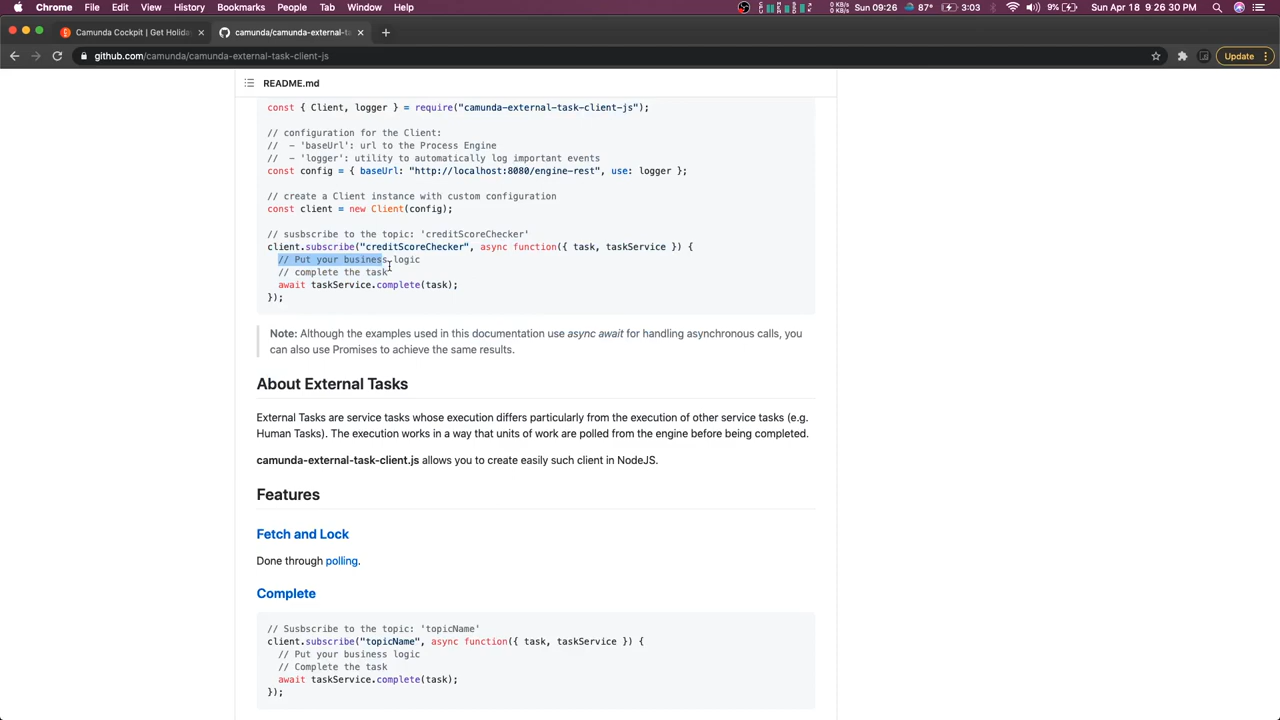 Chrome File Edit View History Bookmarks People Tab Window Help
0 KB/s Sun 09:26 87° 3:03 9% Sun Apr 18 9:26:30 PM
Camunda Cockpit | Get Holida
camunda/camunda-external-ta
github.com/camunda/camunda-external-task-client-js
Update
README.md
const { Client, logger } = require("camunda-external-task-client-js");
// configuration for the Client:
// - 'baseUrl': url to the Process Engine
// - 'logger': utility to automatically log important events
const config = { baseUrl: "http://localhost:8080/engine-rest", use: logger };
// create a Client instance with custom configuration
const client = new Client(config);
// susbscribe to the topic: 'creditScoreChecker'
client.subscribe("creditScoreChecker", async function({ task, taskService }) {
// Put your business logic
// complete the task
await taskService.complete(task);
});
Note: Although the examples used in this documentation use async await for handling asynchronous calls, you
can also use Promises to achieve the same results.
About External Tasks
External Tasks are service tasks whose execution differs particularly from the execution of other service tasks (e.g.
Human Tasks). The execution works in a way that units of work are polled from the engine before being completed.
camunda-external-task-client.js allows you to create easily such client in NodeJS.
Features
Fetch and Lock
Done through polling.
Complete
// Susbscribe to the topic: 'topicName'
client.subscribe("topicName", async function({ task, taskService }) {
// Put your business logic
// Complete the task
await taskService.complete(task);
});